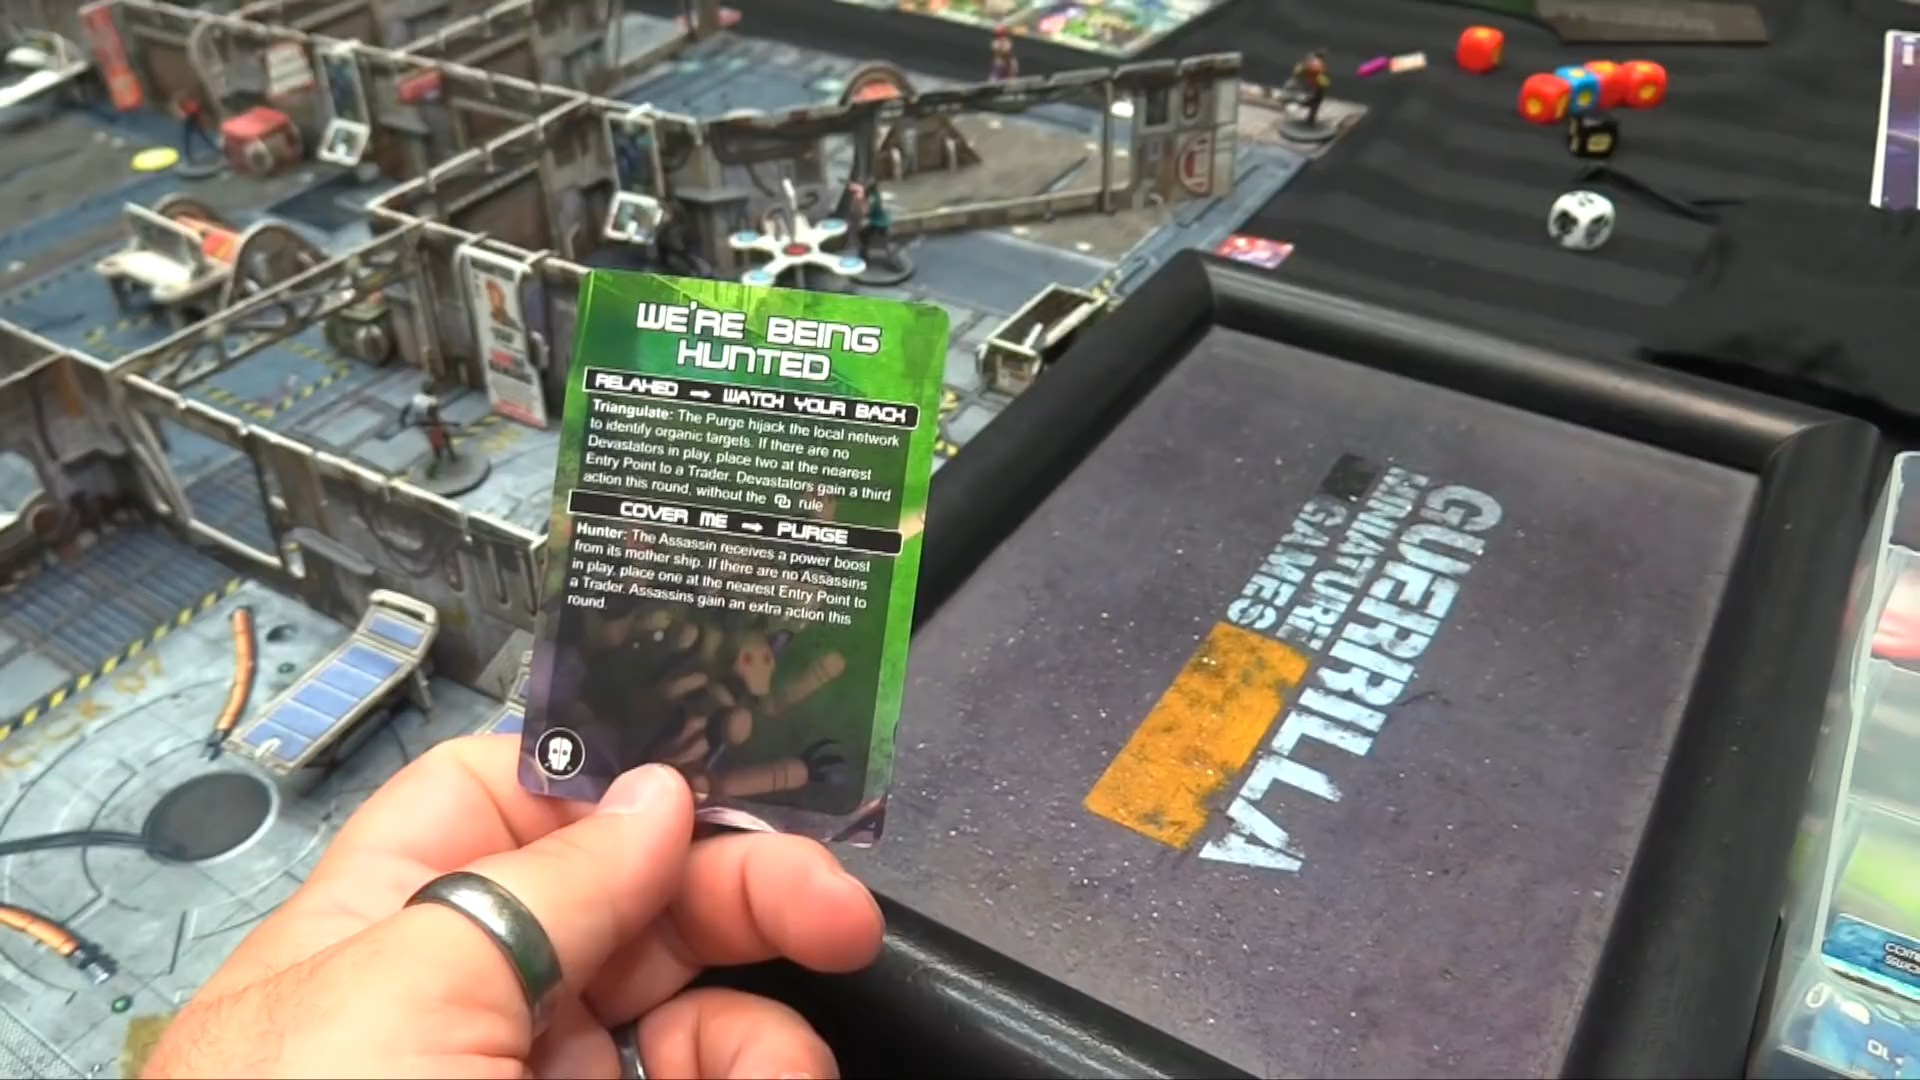 WE'RE BEING
HUNTED
RELAXED → WATCH YOUR BACK
Triangulate: The Purge hijack the local network
to identify organic targets. If there are no
Devastators in play, place two at the nearest
Entry Point to a Trader. Devastators gain a third
action this round, without the rule
COVER ME → PURGE
Hunter: The Assassin receives a power boost
from its mother ship. If there are no Assassins
in play, place one at the nearest Entry Point to
a Trader. Assassins gain an extra action this
round.
GUERRILLA
MINIATURE
GAMES